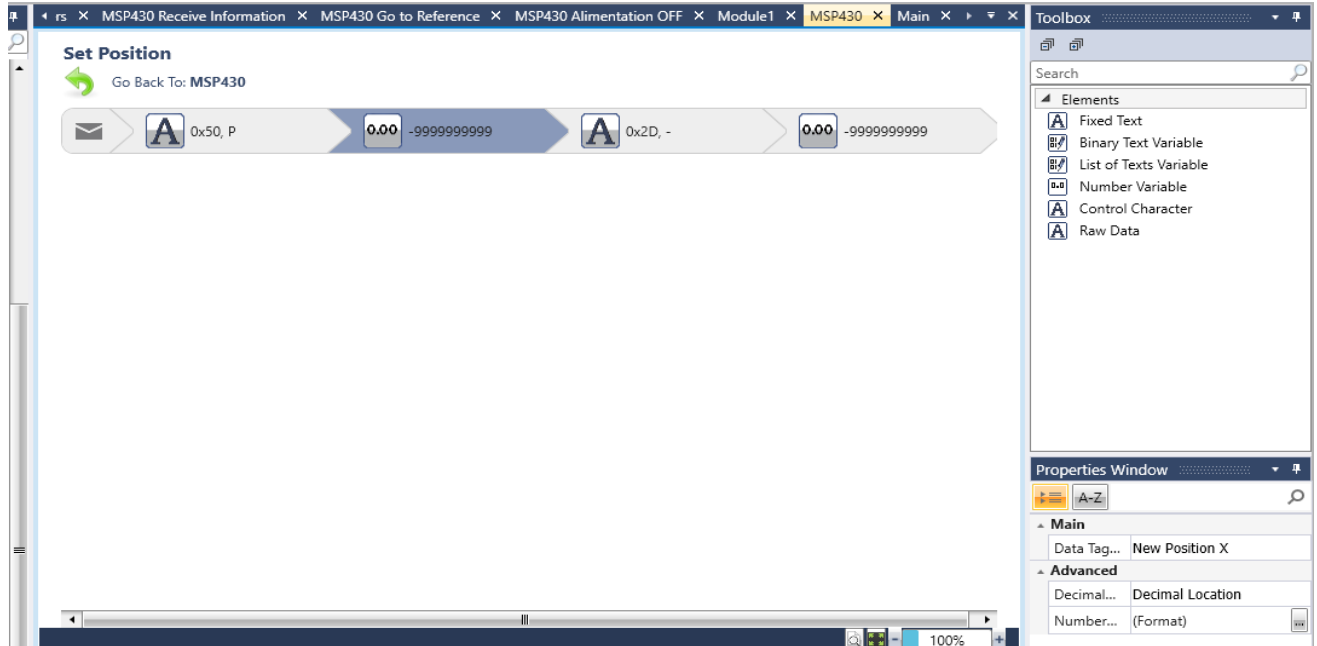 rs MSP430 Receive Information MSP430 Go to Reference MSP430 Alimentation OFF Module1 MSP430 Main
Set Position
Go Back To: MSP430
A 0x50, P 0.00 -9999999999 A 0x2D, - 0.00 -9999999999
100%
Toolbox
Search
Elements
A Fixed Text
Binary Text Variable
List of Texts Variable
Number Variable
A Control Character
A Raw Data
Properties Window
A-Z
Main
Data Tag... New Position X
Advanced
Decimal... Decimal Location
Number... (Format) ...